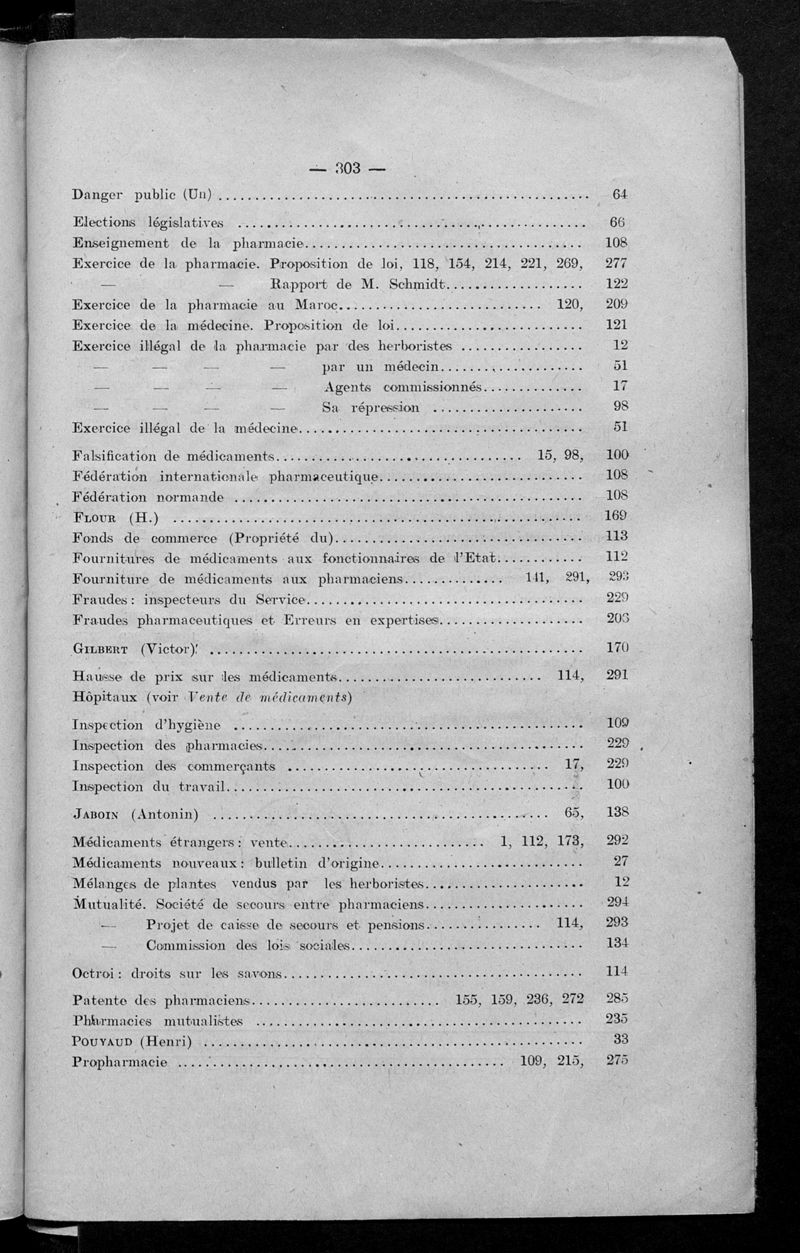 — 303 —
Danger public (Un) .......... 64
Elections législatives .......... 66
Enseignement de la pharmacie.......... 108
Exercice de la pharmacie. Proposition de loi, 118, 154, 214, 221, 269, 277
— — Rapport de M. Schmidt.......... 122
Exercice de la pharmacie au Maroc.......... 120, 209
Exercice de la médecine. Proposition de loi.......... 121
Exercice illégal de la pharmacie par des herboristes .......... 12
— — — — par un médecin.......... 51
— — — — Agents commissionnés.......... 17
— — — — Sa répression .......... 98
Exercice illégal de la médecine.......... 51
Falsification de médicaments.......... 15, 98, 100
Fédération internationale pharmaceutique.......... 108
Fédération normande .......... 108
FLOUR (H.) .......... 169
Fonds de commerce (Propriété du).......... 113
Fournitures de médicaments aux fonctionnaires de l'Etat.......... 112
Fourniture de médicaments aux pharmaciens.......... 141, 291, 293
Fraudes : inspecteurs du Service.......... 229
Fraudes pharmaceutiques et Erreurs en expertises.......... 203
GILBERT (Victor) .......... 170
Hausse de prix sur les médicaments.......... 114, 291
Hôpitaux (voir Vente de médicaments)
Inspection d'hygiène .......... 109
Inspection des pharmacies.......... 229
Inspection des commerçants .......... 17, 229
Inspection du travail.......... 100
JABOIN (Antonin) .......... 65, 138
Médicaments étrangers : vente.......... 1, 112, 173, 292
Médicaments nouveaux : bulletin d'origine.......... 27
Mélanges de plantes vendus par les herboristes.......... 12
Mutualité. Société de secours entre pharmaciens.......... 294
— Projet de caisse de secours et pensions.......... 114, 293
— Commission des lois sociales.......... 134
Octroi : droits sur les savons.......... 114
Patente des pharmaciens.......... 155, 159, 236, 272 285
Pharmacies mutualistes .......... 235
POUYAUD (Henri) .......... 33
Propharmacie .......... 109, 215, 275